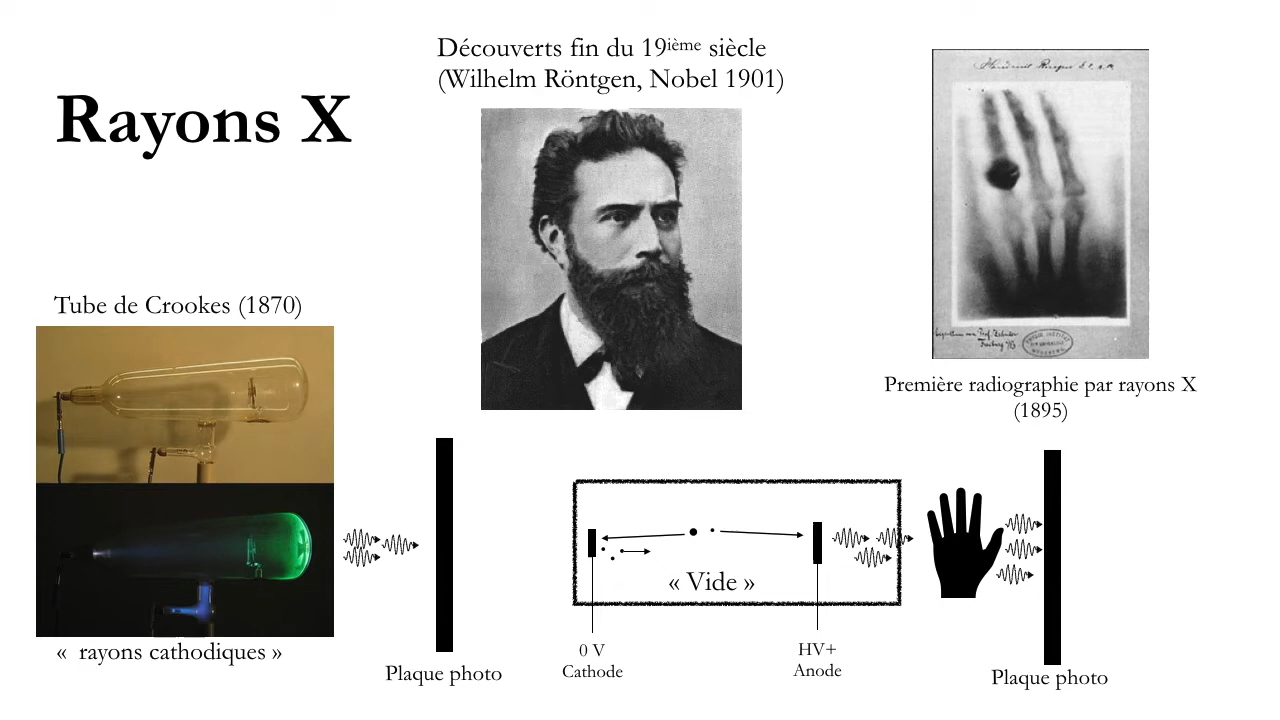 Rayons X
Découverts fin du 19ième siècle
(Wilhelm Röntgen, Nobel 1901)
Tube de Crookes (1870)
Première radiographie par rayons X
(1895)
« rayons cathodiques »
Plaque photo
« Vide »
0 V
Cathode
HV+
Anode
Plaque photo